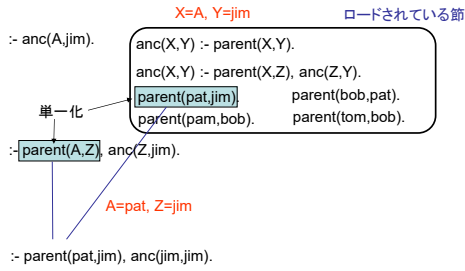 X=A, Y=jim
ロードされている節
:- anc(A,jim).
anc(X,Y) :- parent(X,Y).
anc(X,Y) :- parent(X,Z), anc(Z,Y).
parent(pat,jim). parent(bob,pat).
parent(pam,bob). parent(tom,bob).
単一化
:- parent(A,Z), anc(Z,jim).
A=pat, Z=jim
:- parent(pat,jim), anc(jim,jim).